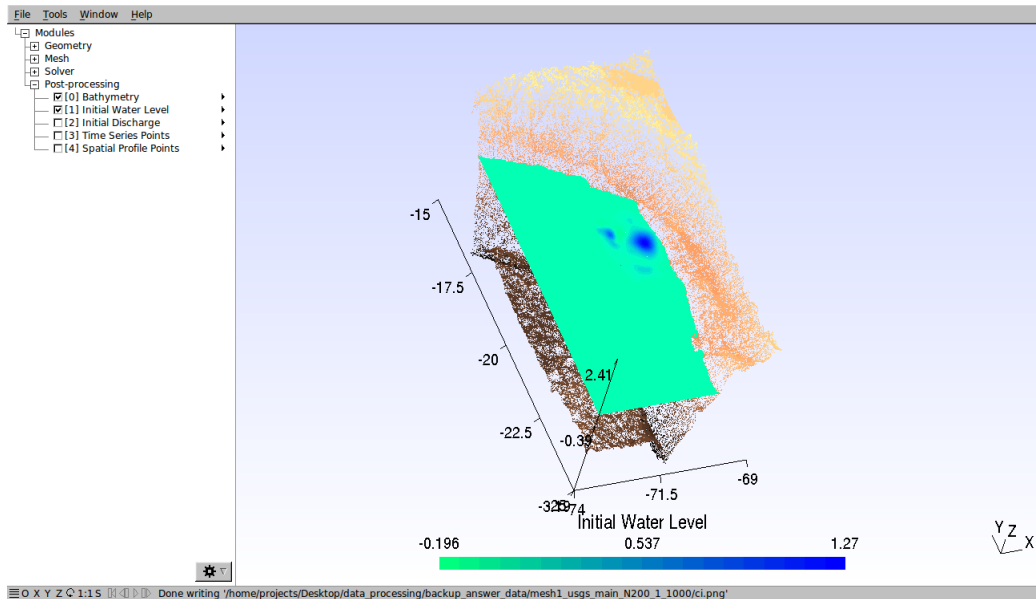 File Tools Window Help
Modules
Geometry
Mesh
Solver
Post-processing
[0] Bathymetry
[1] Initial Water Level
[2] Initial Discharge
[3] Time Series Points
[4] Spatial Profile Points
-15
-17.5
-20
2.41
-22.5
-0.39
-69
-71.5
Initial Water Level
-0.196 0.537 1.27
Y Z X
O X Y Z 1:1 S Done writing '/home/projects/Desktop/data_processing/backup_answer_data/mesh1_usgs_main_N200_1_1000/ci.png'